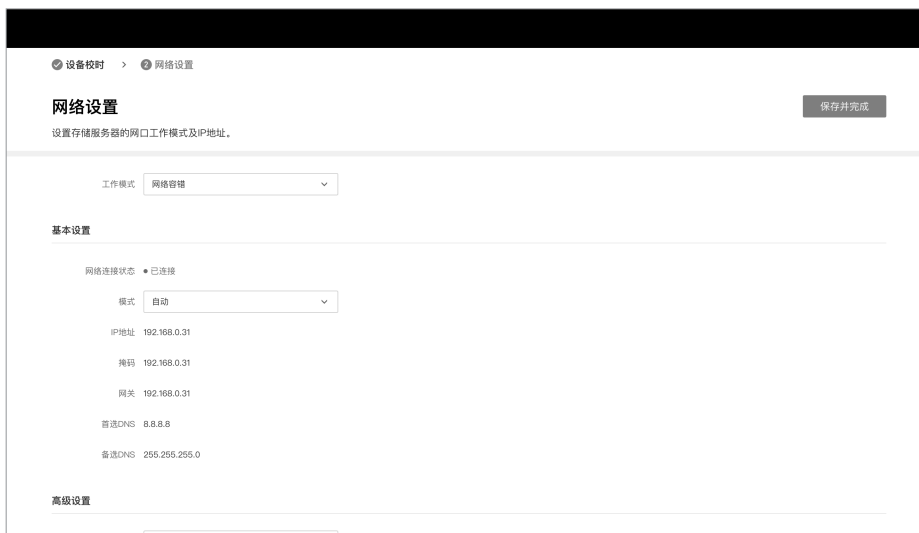 设备校时 > 2 网络设置
网络设置
保存并完成
设置存储服务器的网口工作模式及IP地址。
工作模式 网络容错
基本设置
网络连接状态 已连接
模式 自动
IP地址 192.168.0.31
掩码 192.168.0.31
网关 192.168.0.31
首选DNS 8.8.8.8
备选DNS 255.255.255.0
高级设置